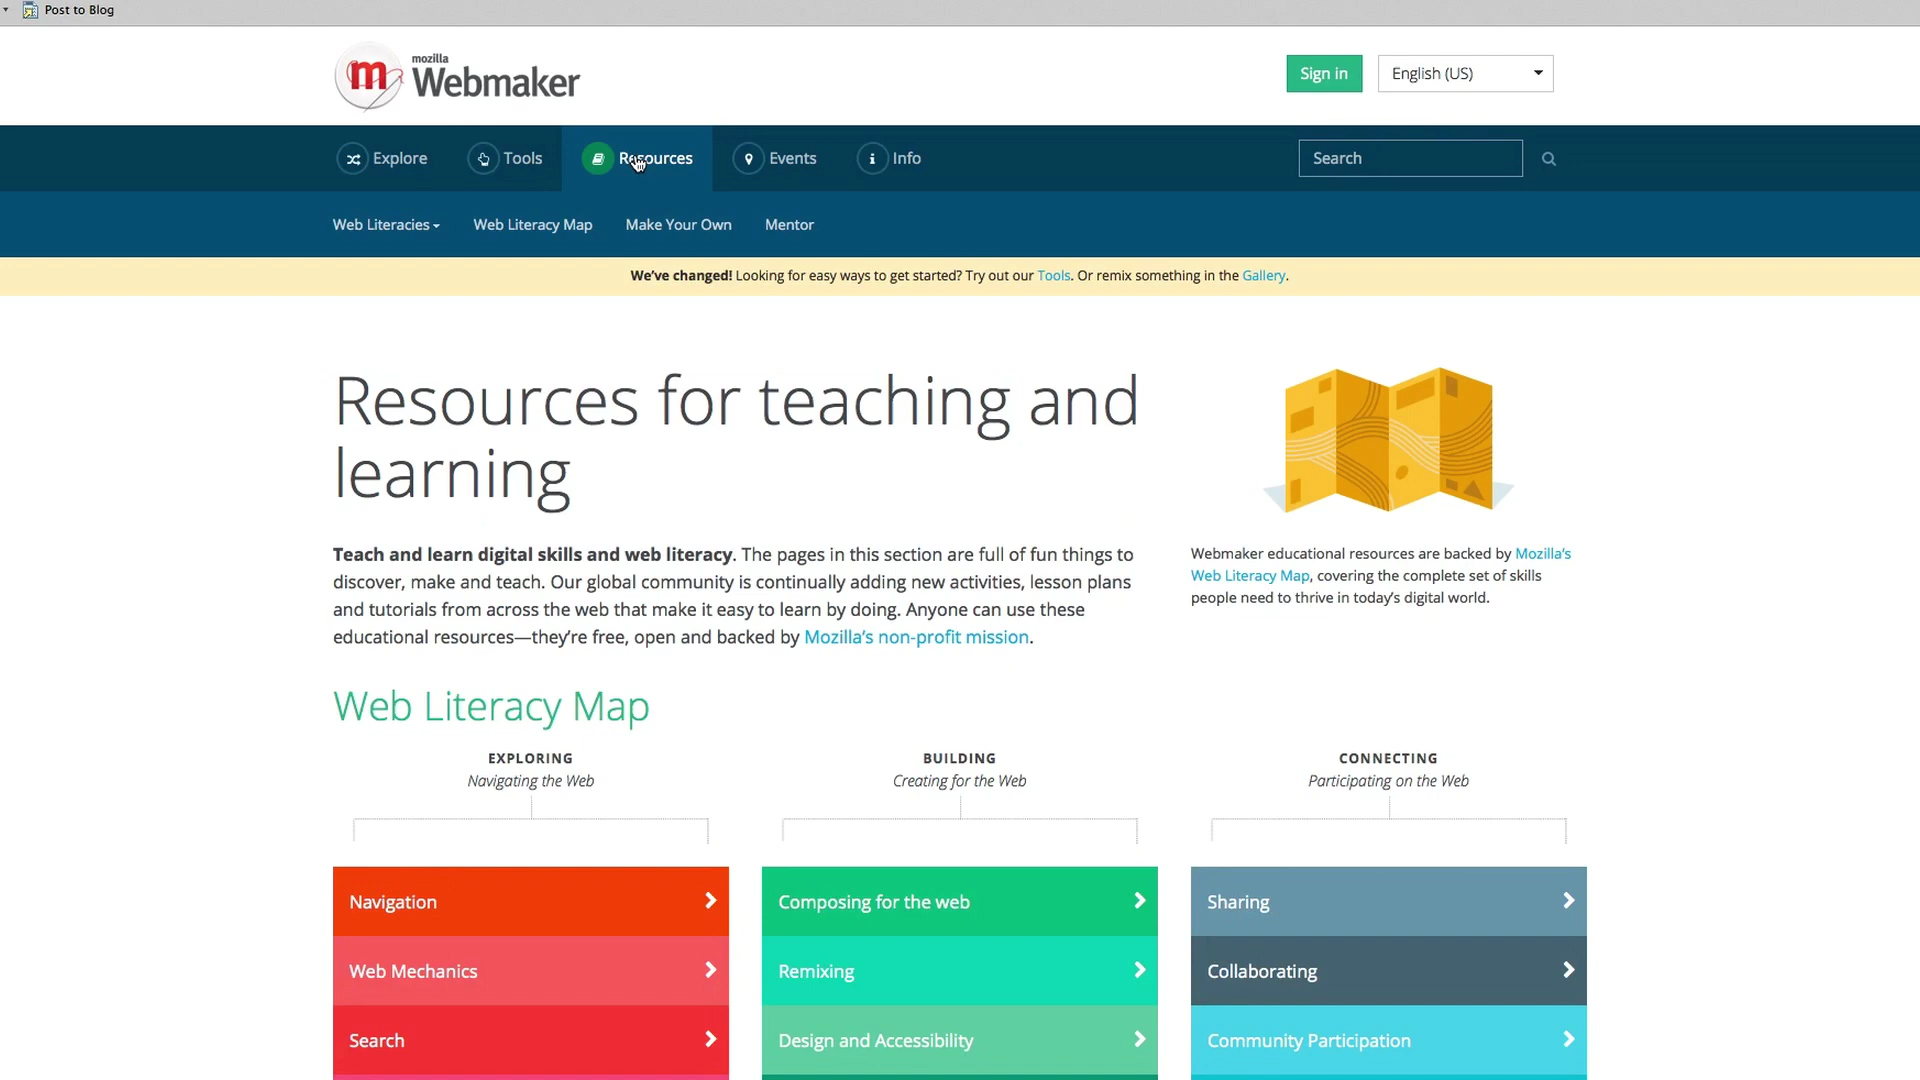 Post to Blog
mozilla
Webmaker
Sign in
English (US)
Explore
Tools
Resources
Events
Info
Search
Web Literacies
Web Literacy Map
Make Your Own
Mentor
We've changed! Looking for easy ways to get started? Try out our Tools. Or remix something in the Gallery.
Resources for teaching and
learning
Teach and learn digital skills and web literacy. The pages in this section are full of fun things to
discover, make and teach. Our global community is continually adding new activities, lesson plans
and tutorials from across the web that make it easy to learn by doing. Anyone can use these
educational resources—they're free, open and backed by Mozilla's non-profit mission.
Webmaker educational resources are backed by Mozilla's
Web Literacy Map, covering the complete set of skills
people need to thrive in today's digital world.
Web Literacy Map
EXPLORING
Navigating the Web
BUILDING
Creating for the Web
CONNECTING
Participating on the Web
Navigation
Composing for the web
Sharing
Web Mechanics
Remixing
Collaborating
Search
Design and Accessibility
Community Participation